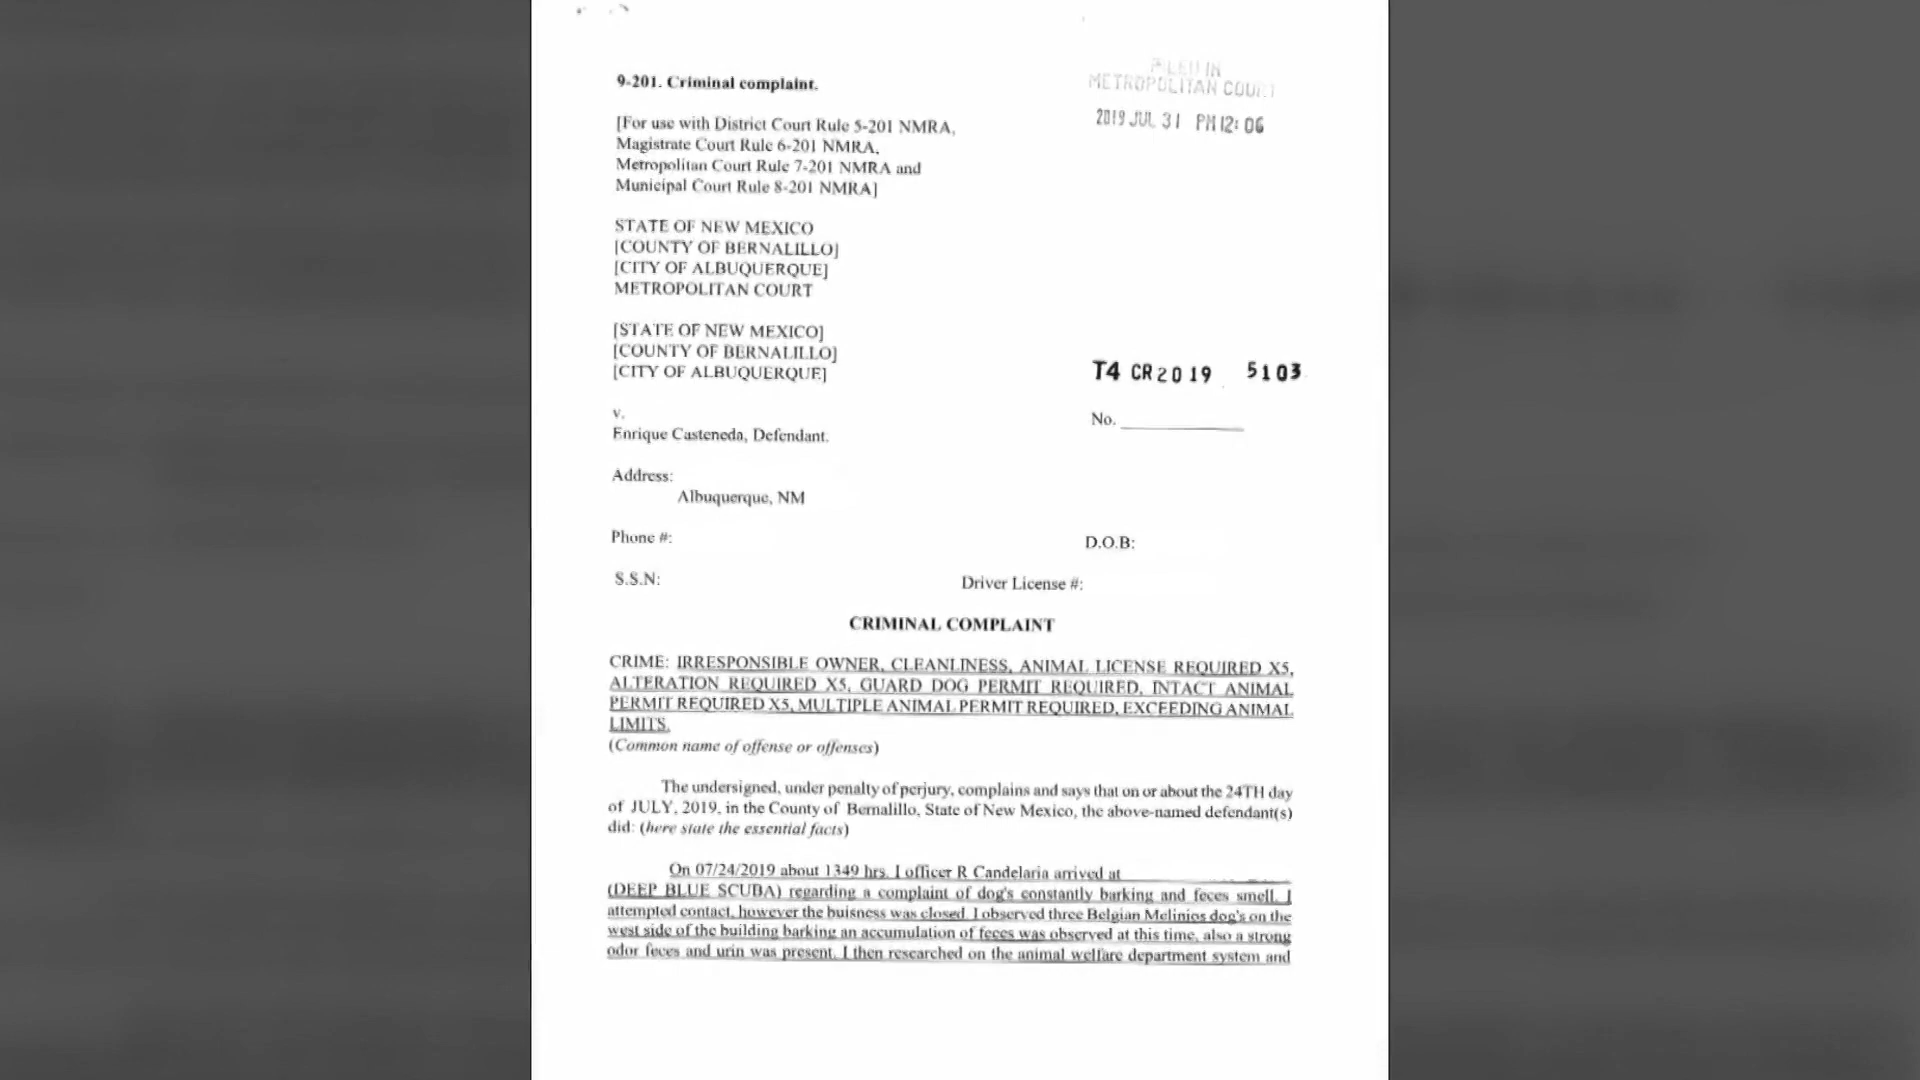 9-201. Criminal complaint.
FILED IN
METROPOLITAN COURT
2019 JUL 31 PM 12: 06
[For use with District Court Rule 5-201 NMRA,
Magistrate Court Rule 6-201 NMRA,
Metropolitan Court Rule 7-201 NMRA and
Municipal Court Rule 8-201 NMRA]
STATE OF NEW MEXICO
[COUNTY OF BERNALILLO]
[CITY OF ALBUQUERQUE]
METROPOLITAN COURT
[STATE OF NEW MEXICO]
[COUNTY OF BERNALILLO]
[CITY OF ALBUQUERQUE]
T4 CR2019 5103
v.
No.
Enrique Casteneda, Defendant.
Address:
Albuquerque, NM
Phone #:
D.O.B:
S.S.N:
Driver License #:
CRIMINAL COMPLAINT
CRIME: IRRESPONSIBLE OWNER, CLEANLINESS, ANIMAL LICENSE REQUIRED X5,
ALTERATION REQUIRED X5, GUARD DOG PERMIT REQUIRED, INTACT ANIMAL
PERMIT REQUIRED X5, MULTIPLE ANIMAL PERMIT REQUIRED, EXCEEDING ANIMAL
LIMITS.
(Common name of offense or offenses)
The undersigned, under penalty of perjury, complains and says that on or about the 24TH day
of JULY, 2019, in the County of Bernalillo, State of New Mexico, the above-named defendant(s)
did: (here state the essential facts)
On 07/24/2019 about 1349 hrs. I officer R Candelaria arrived at
(DEEP BLUE SCUBA) regarding a complaint of dog's constantly barking and feces smell. I
attempted contact, however the buisness was closed. I observed three Belgian Melinios dog's on the
west side of the building barking an accumulation of feces was observed at this time, also a strong
odor feces and urin was present. I then researched on the animal welfare department system and